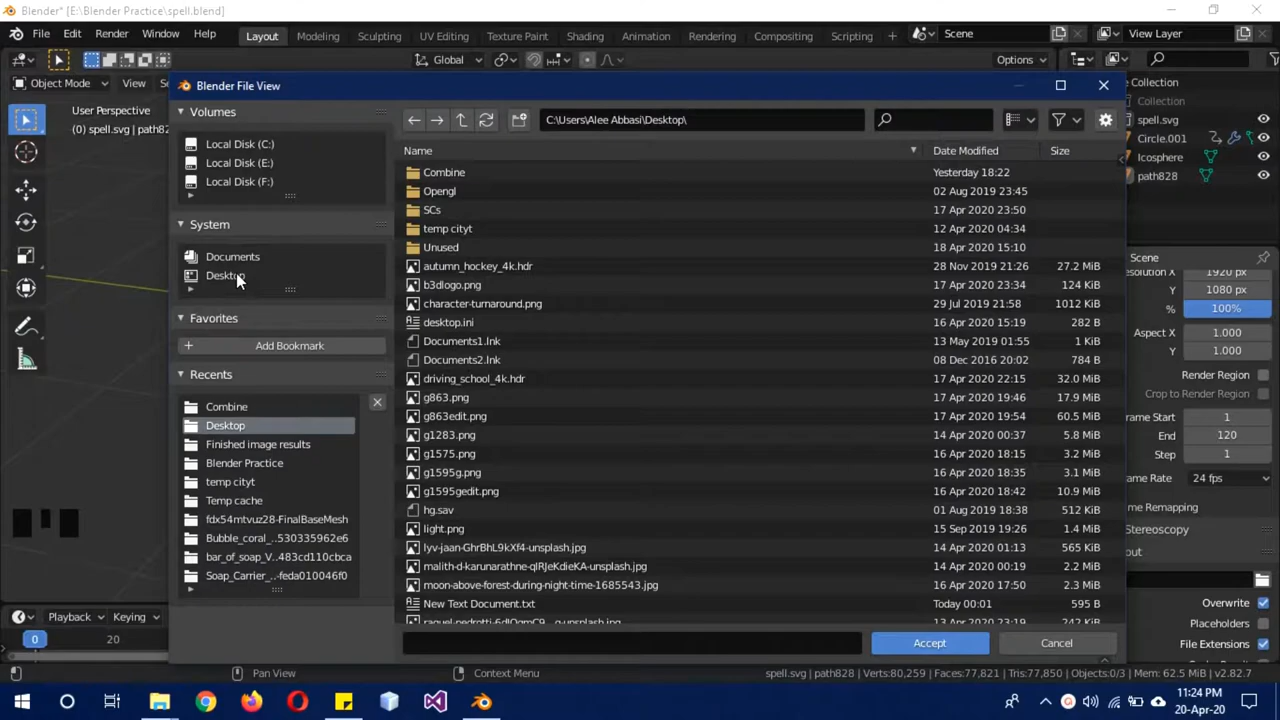 Blender* [E:\Blender Practice\spell.blend]
File Edit Render Window Help Layout Modeling Sculpting UV Editing Texture Paint Shading Animation Rendering Compositing Scripting + Scene View Layer
Global Options
Object Mode View
Blender File View
User Perspective
(0) spell.svg | path82
Collection
Collection
spell.svg
Circle.001
Icosphere
path828
Volumes
Local Disk (C:)
Local Disk (E:)
Local Disk (F:)
System
Documents
Desktop
Favorites
+ Add Bookmark
Recents
Combine
Desktop
Finished image results
Blender Practice
temp cityt
Temp cache
fdx54mtvuz28-FinalBaseMesh
Bubble_coral_...530335962e6
bar_of_soap_V...483cd110cbca
Soap_Carrier_...-feda010046f0
C:\Users\Alee Abbasi\Desktop\
Name Date Modified Size
Combine Yesterday 18:22
Opengl 02 Aug 2019 23:45
SCs 17 Apr 2020 23:50
temp cityt 12 Apr 2020 04:34
Unused 18 Apr 2020 15:10
autumn_hockey_4k.hdr 28 Nov 2019 21:26 27.2 MiB
b3dlogo.png 17 Apr 2020 23:34 124 KiB
character-turnaround.png 29 Jul 2019 21:58 1012 KiB
desktop.ini 16 Apr 2020 15:19 282 B
Documents1.lnk 13 May 2019 01:55 1 KiB
Documents2.lnk 08 Dec 2016 20:02 784 B
driving_school_4k.hdr 17 Apr 2020 22:15 32.0 MiB
g863.png 17 Apr 2020 19:46 17.9 MiB
g863edit.png 17 Apr 2020 19:54 60.5 MiB
g1283.png 14 Apr 2020 00:37 5.8 MiB
g1575.png 16 Apr 2020 18:15 3.2 MiB
g1595g.png 16 Apr 2020 18:35 3.1 MiB
g1595gedit.png 16 Apr 2020 18:42 10.9 MiB
hg.sav 01 Aug 2019 18:38 512 KiB
light.png 15 Sep 2019 19:26 1.4 MiB
lyv-jaan-GhrBhL9kXf4-unsplash.jpg 14 Apr 2020 01:13 565 KiB
malith-d-karunarathne-qlRJeKdieKA-unsplash.jpg 14 Apr 2020 00:19 2.2 MiB
moon-above-forest-during-night-time-1685543.jpg 16 Apr 2020 17:50 2.3 MiB
New Text Document.txt Today 00:01 595 B
13 Apr 2020 23:19 242 KiB
Accept Cancel
Scene
esolution X 1920 px
Y 1080 px
% 100%
Aspect X 1.000
Y 1.000
Render Region
Crop to Render Region
rame Start 1
End 120
Step 1
ame Rate 24 fps
me Remapping
Stereoscopy
out
Overwrite
Placeholders
File Extensions
Playback Keying
0 20
Pan View Context Menu spell.svg | path828 | Verts:80,259 | Faces:77,821 | Tris:77,850 | Objects:0/3 | Mem: 62.5 MiB | v2.82.7
11:24 PM
20-Apr-20